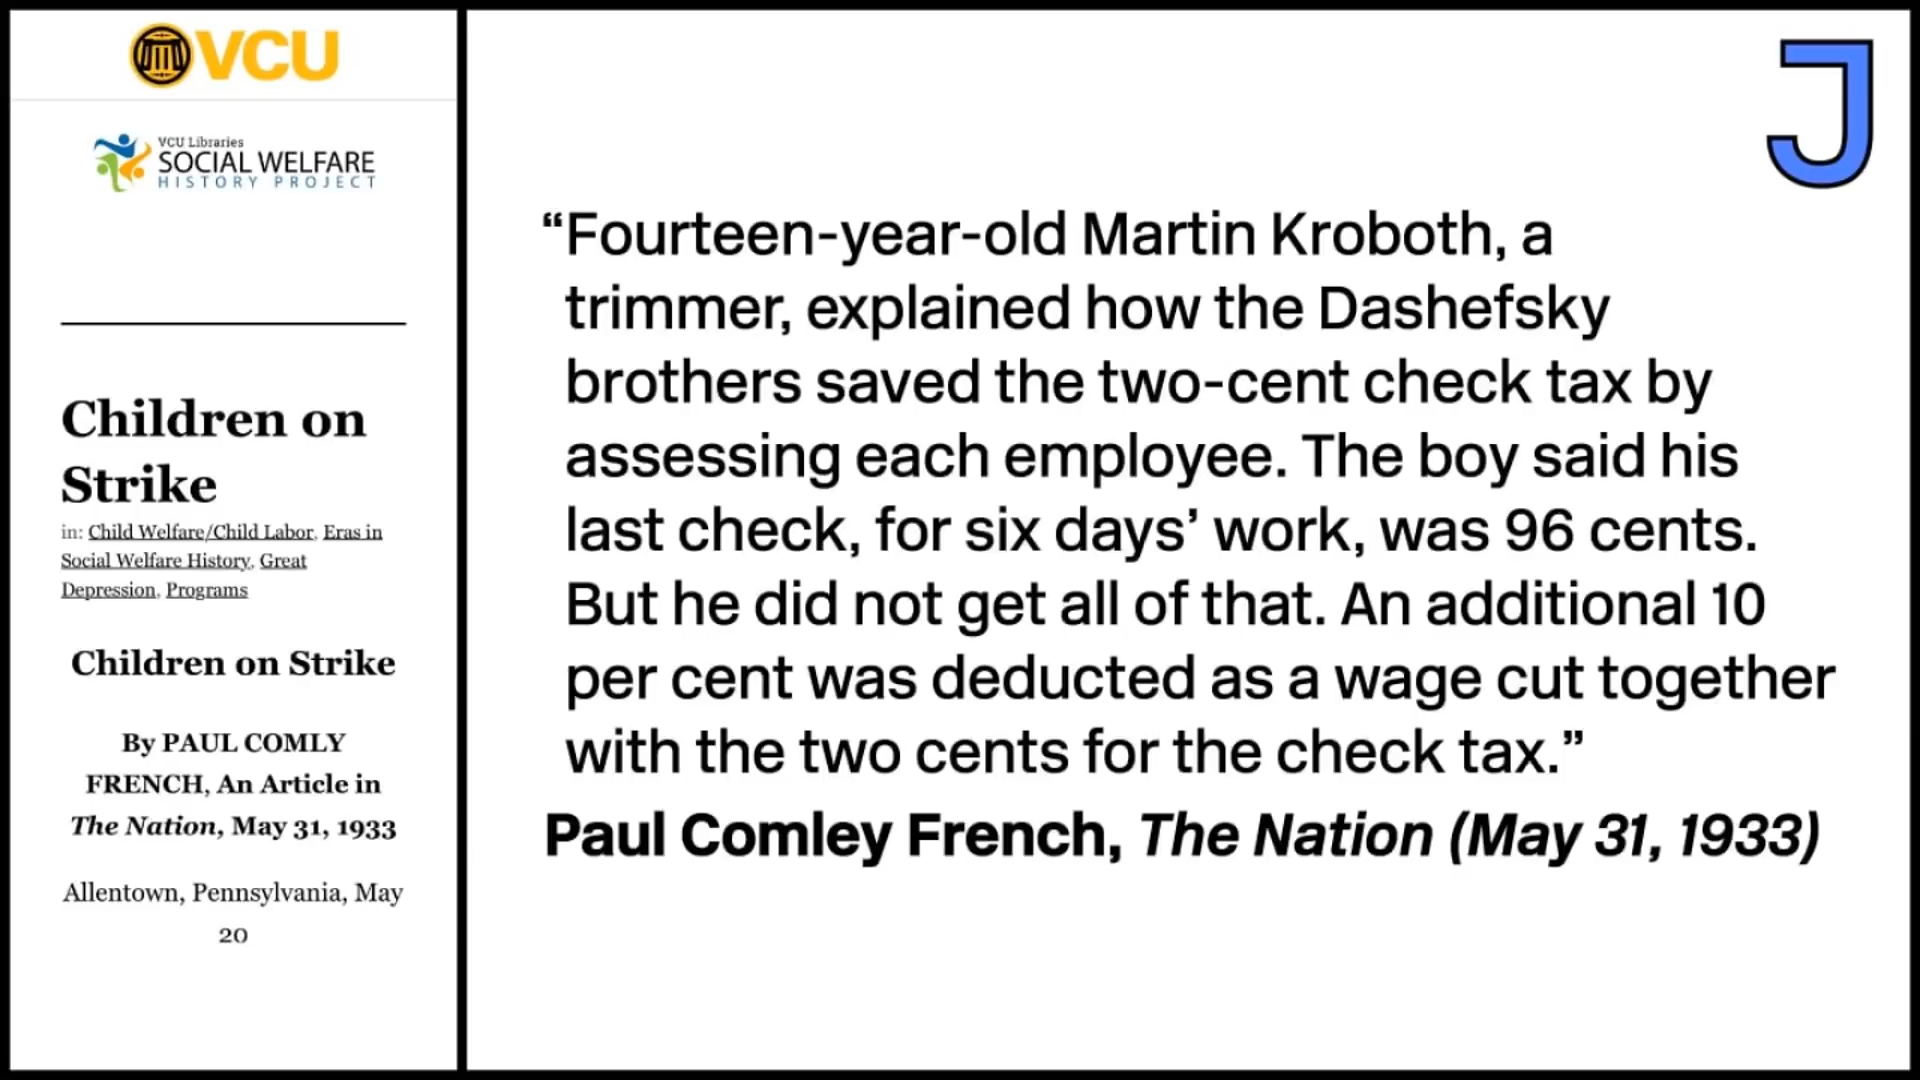 VCU
VCU Libraries
SOCIAL WELFARE
HISTORY PROJECT
Children on
Strike
in: Child Welfare/Child Labor, Eras in
Social Welfare History, Great
Depression, Programs
Children on Strike
By PAUL COMLY
FRENCH, An Article in
The Nation, May 31, 1933
Allentown, Pennsylvania, May
20
J
“Fourteen-year-old Martin Kroboth, a
trimmer, explained how the Dashefsky
brothers saved the two-cent check tax by
assessing each employee. The boy said his
last check, for six days’ work, was 96 cents.
But he did not get all of that. An additional 10
per cent was deducted as a wage cut together
with the two cents for the check tax.”
Paul Comley French, The Nation (May 31, 1933)